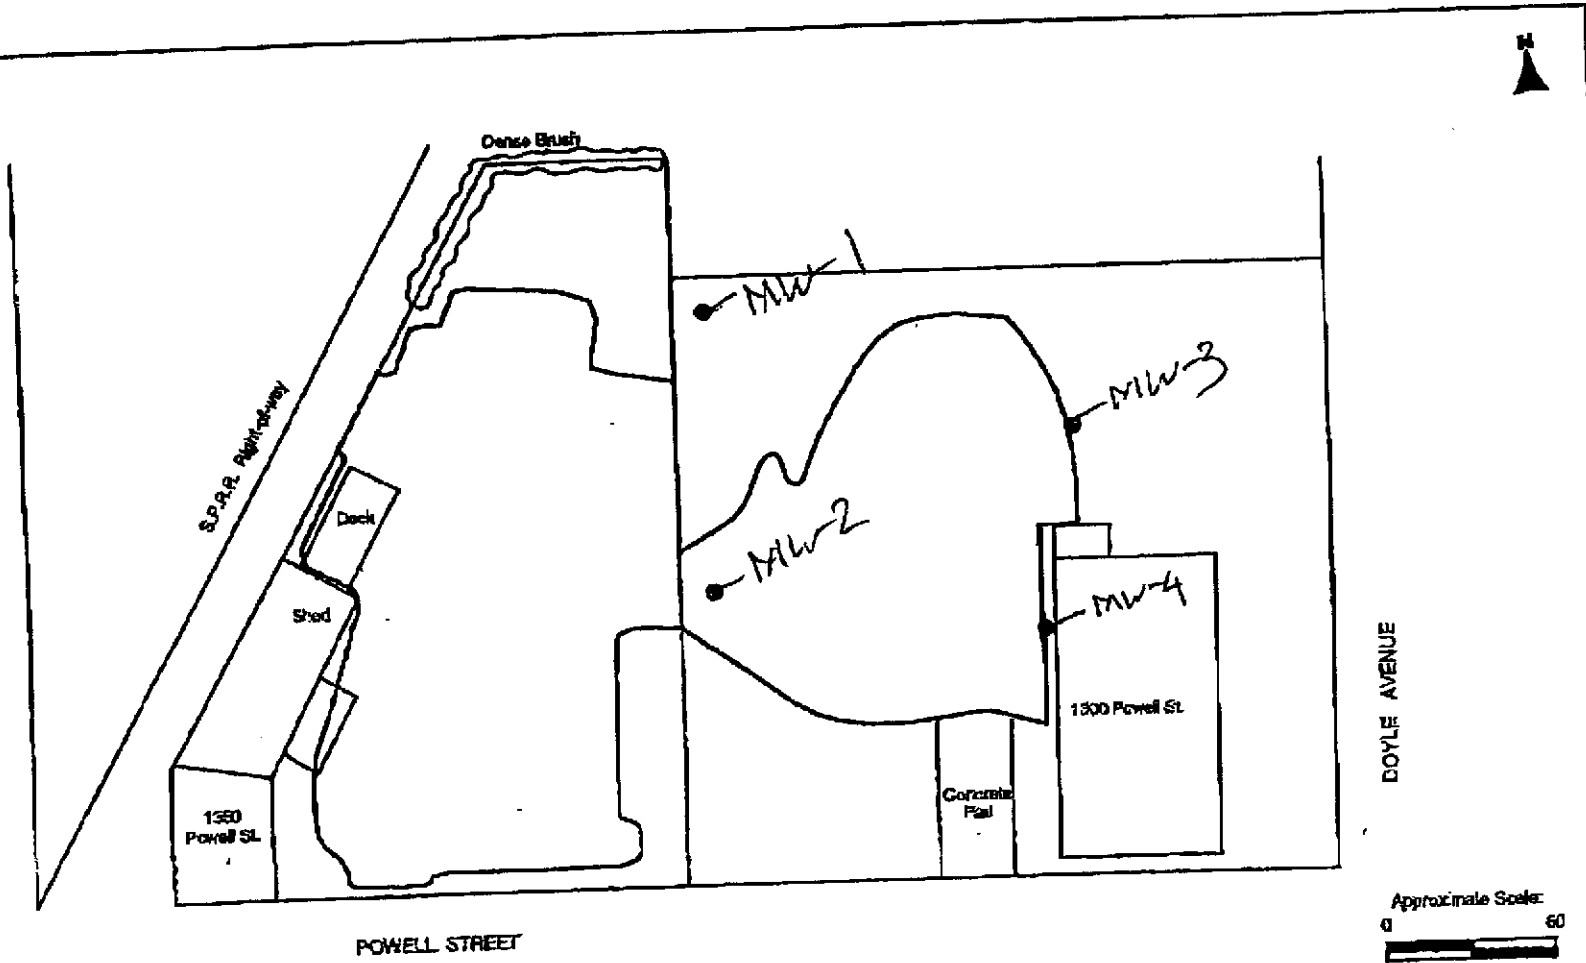 N
Dense Brush
MW-1
MW-3
S.P.R.R. Right-of-way
Dock
MW-2
Shed
MW-4
1300 Powell St.
DOYLE AVENUE
Concrete
Pad
1350
Powell St.
Approximate Scale:
0 60
POWELL STREET